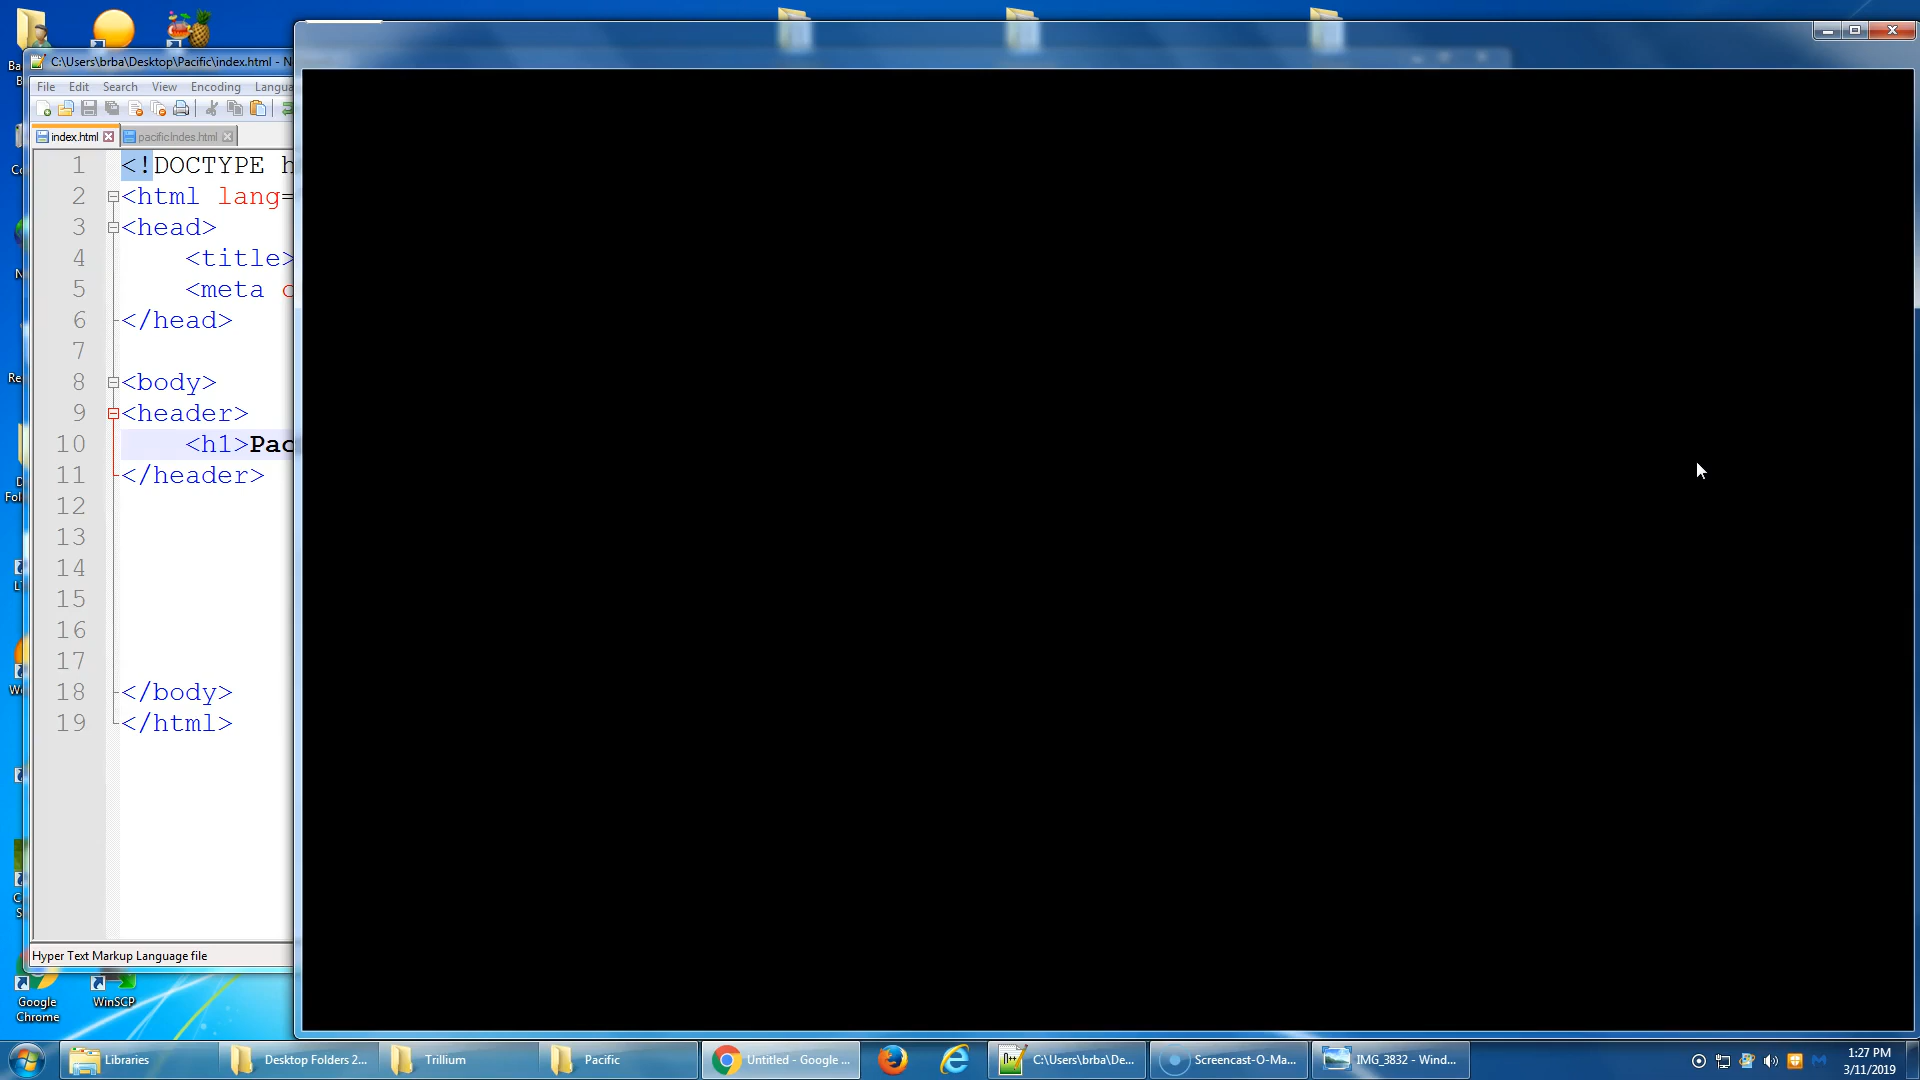 C:\Users\brba\Desktop\Pacific\index.html - N
File Edit Search View Encoding Langua
index.html pacificIndes.html
1 <!DOCTYPE h
2 <html lang=
3 <head>
4 <title>
5 <meta c
6 </head>
7
8 <body>
9 <header>
10 <h1>Pac
11 </header>
12
13
14
15
16
17
18 </body>
19 </html>
Hyper Text Markup Language file
Google
Chrome
WinSCP
Libraries
Desktop Folders 2...
Trillium
Pacific
Untitled - Google ...
C:\Users\brba\De...
Screencast-O-Ma...
IMG_3832 - Wind...
1:27 PM
3/11/2019